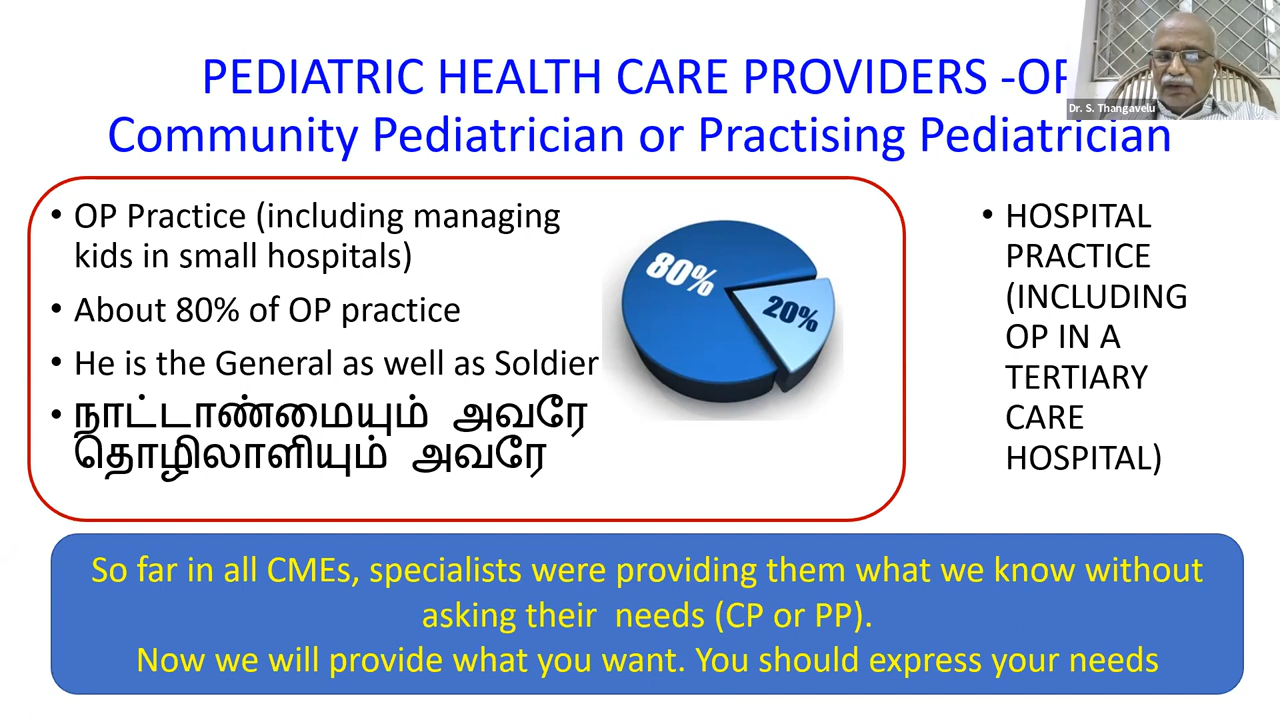 PEDIATRIC HEALTH CARE PROVIDERS -OP
Community Pediatrician or Practising Pediatrician
Dr. S. Thangavelu
• OP Practice (including managing
kids in small hospitals)
• About 80% of OP practice
• He is the General as well as Soldier
• நாட்டாண்மையும் அவரே
தொழிலாளியும் அவரே
80%
20%
• HOSPITAL
PRACTICE
(INCLUDING
OP IN A
TERTIARY
CARE
HOSPITAL)
So far in all CMEs, specialists were providing them what we know without
asking their needs (CP or PP).
Now we will provide what you want. You should express your needs